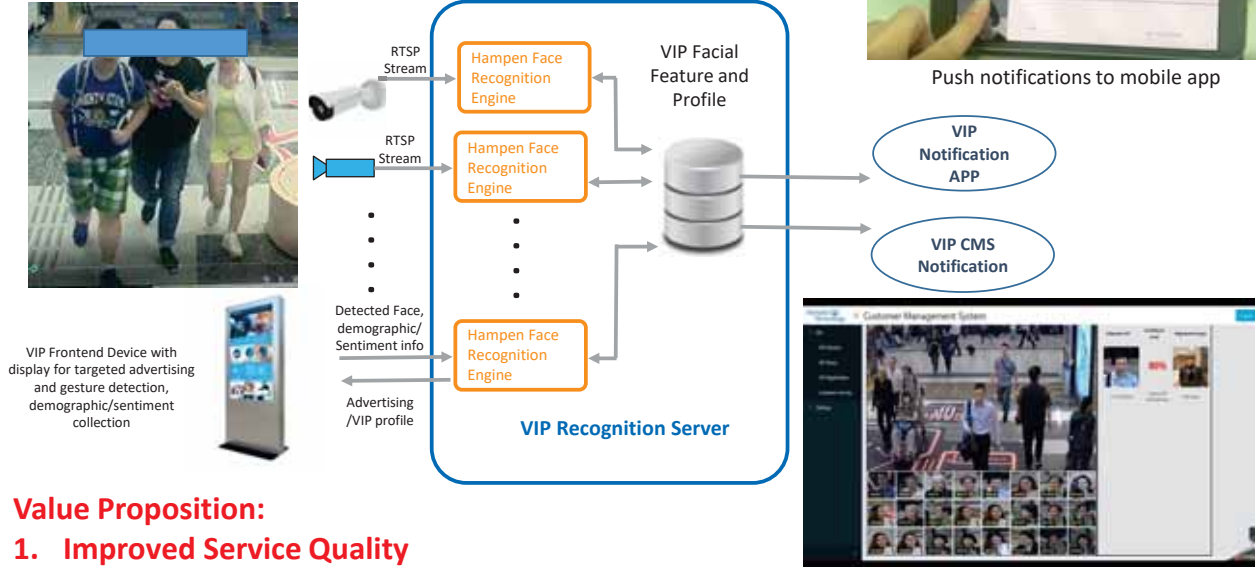 RTSP
Stream
Hampen Face
Recognition
Engine
VIP Facial
Feature and
Profile
Push notifications to mobile app
RTSP
Stream
Hampen Face
Recognition
Engine
VIP
Notification
APP
VIP CMS
Notification
Detected Face,
demographic/
Sentiment info
Hampen Face
Recognition
Engine
Advertising
/VIP profile
VIP Frontend Device with
display for targeted advertising
and gesture detection,
demographic/sentiment
collection
VIP Recognition Server
Customer Management System
80%
Value Proposition:
1. Improved Service Quality